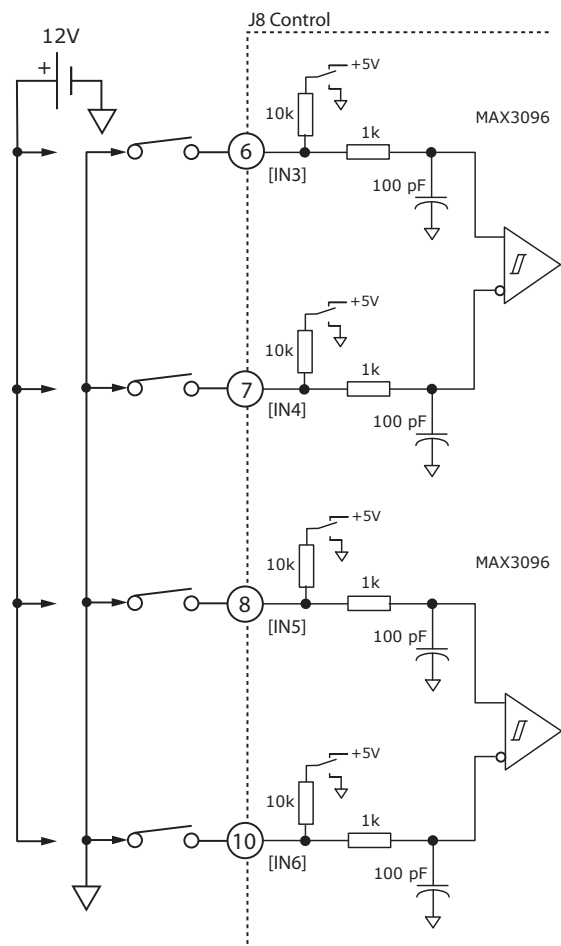 J8 Control
12V
+
+5V
10k
1k
MAX3096
6
[IN3]
100 pF
+5V
10k
1k
7
[IN4]
100 pF
+5V
10k
1k
MAX3096
8
[IN5]
100 pF
+5V
10k
1k
10
[IN6]
100 pF